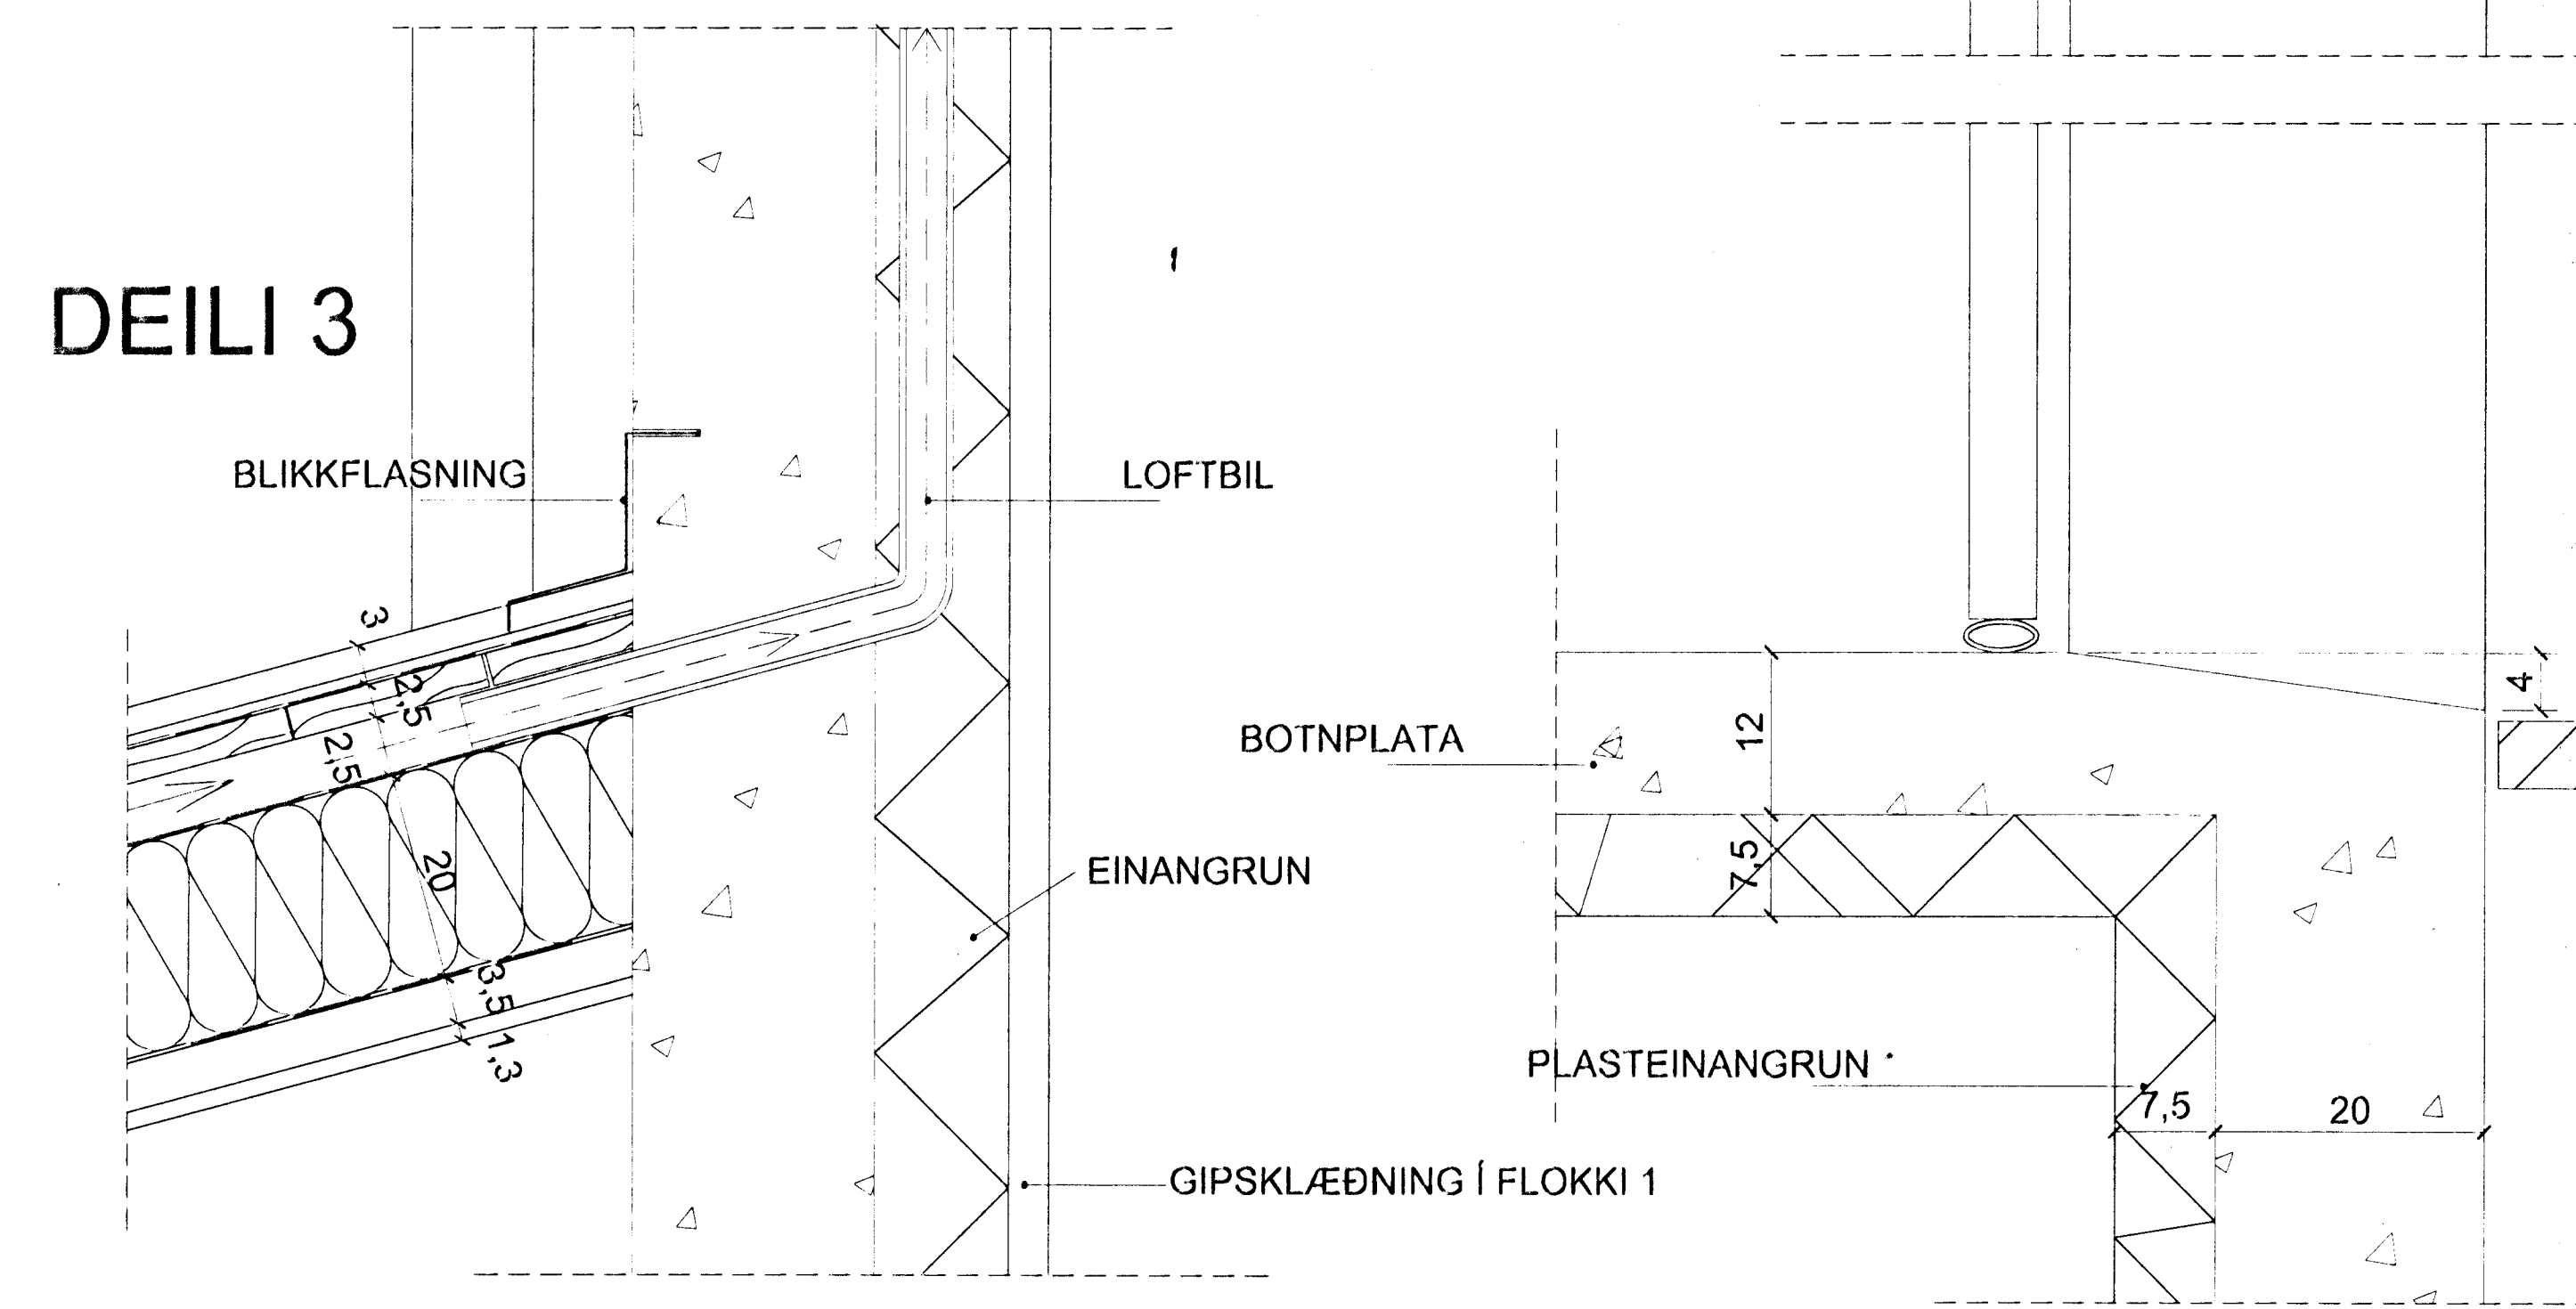 DEILI 3
BLIKKFLASNING
LOFTBIL
3
2,5
2,5
20
3,5
1,3
EINANGRUN
GIPSKLÆÐNING Í FLOKKI 1
BOTNPLATA
12
7,5
4
PLASTEINANGRUN
7,5
20